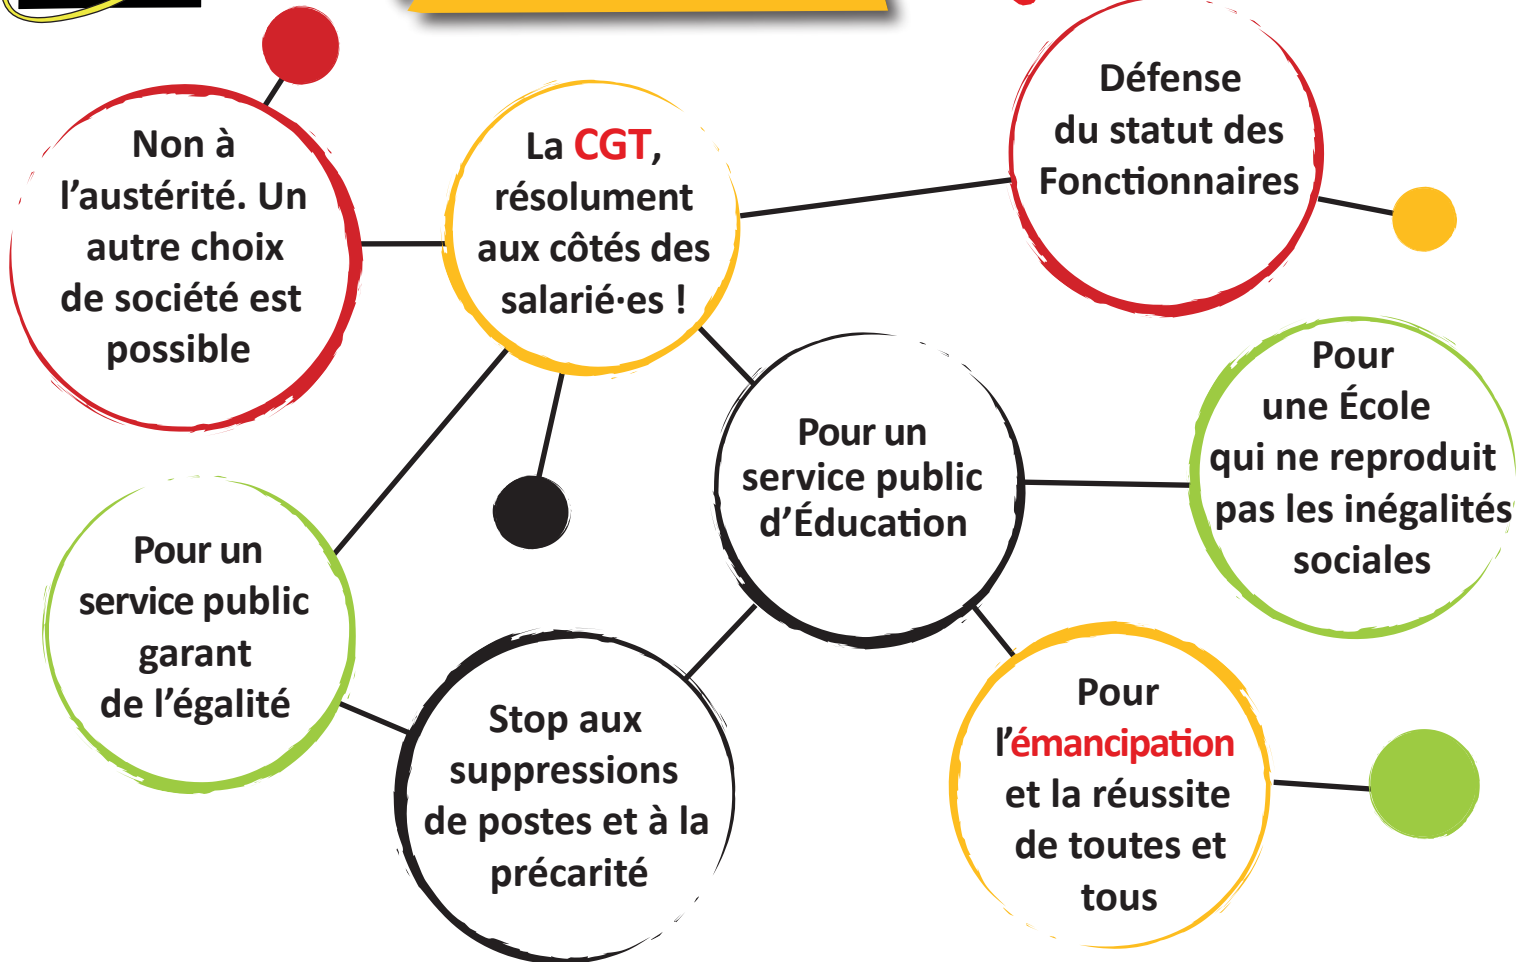 Non à
l’austérité. Un
autre choix
de société est
possible
La CGT,
résolument
aux côtés des
salarié·es !
Défense
du statut des
Fonctionnaires
Pour un
service public
d’Éducation
Pour
une École
qui ne reproduit
pas les inégalités
sociales
Pour un
service public
garant
de l’égalité
Stop aux
suppressions
de postes et à la
précarité
Pour
l’émancipation
et la réussite
de toutes et
tous